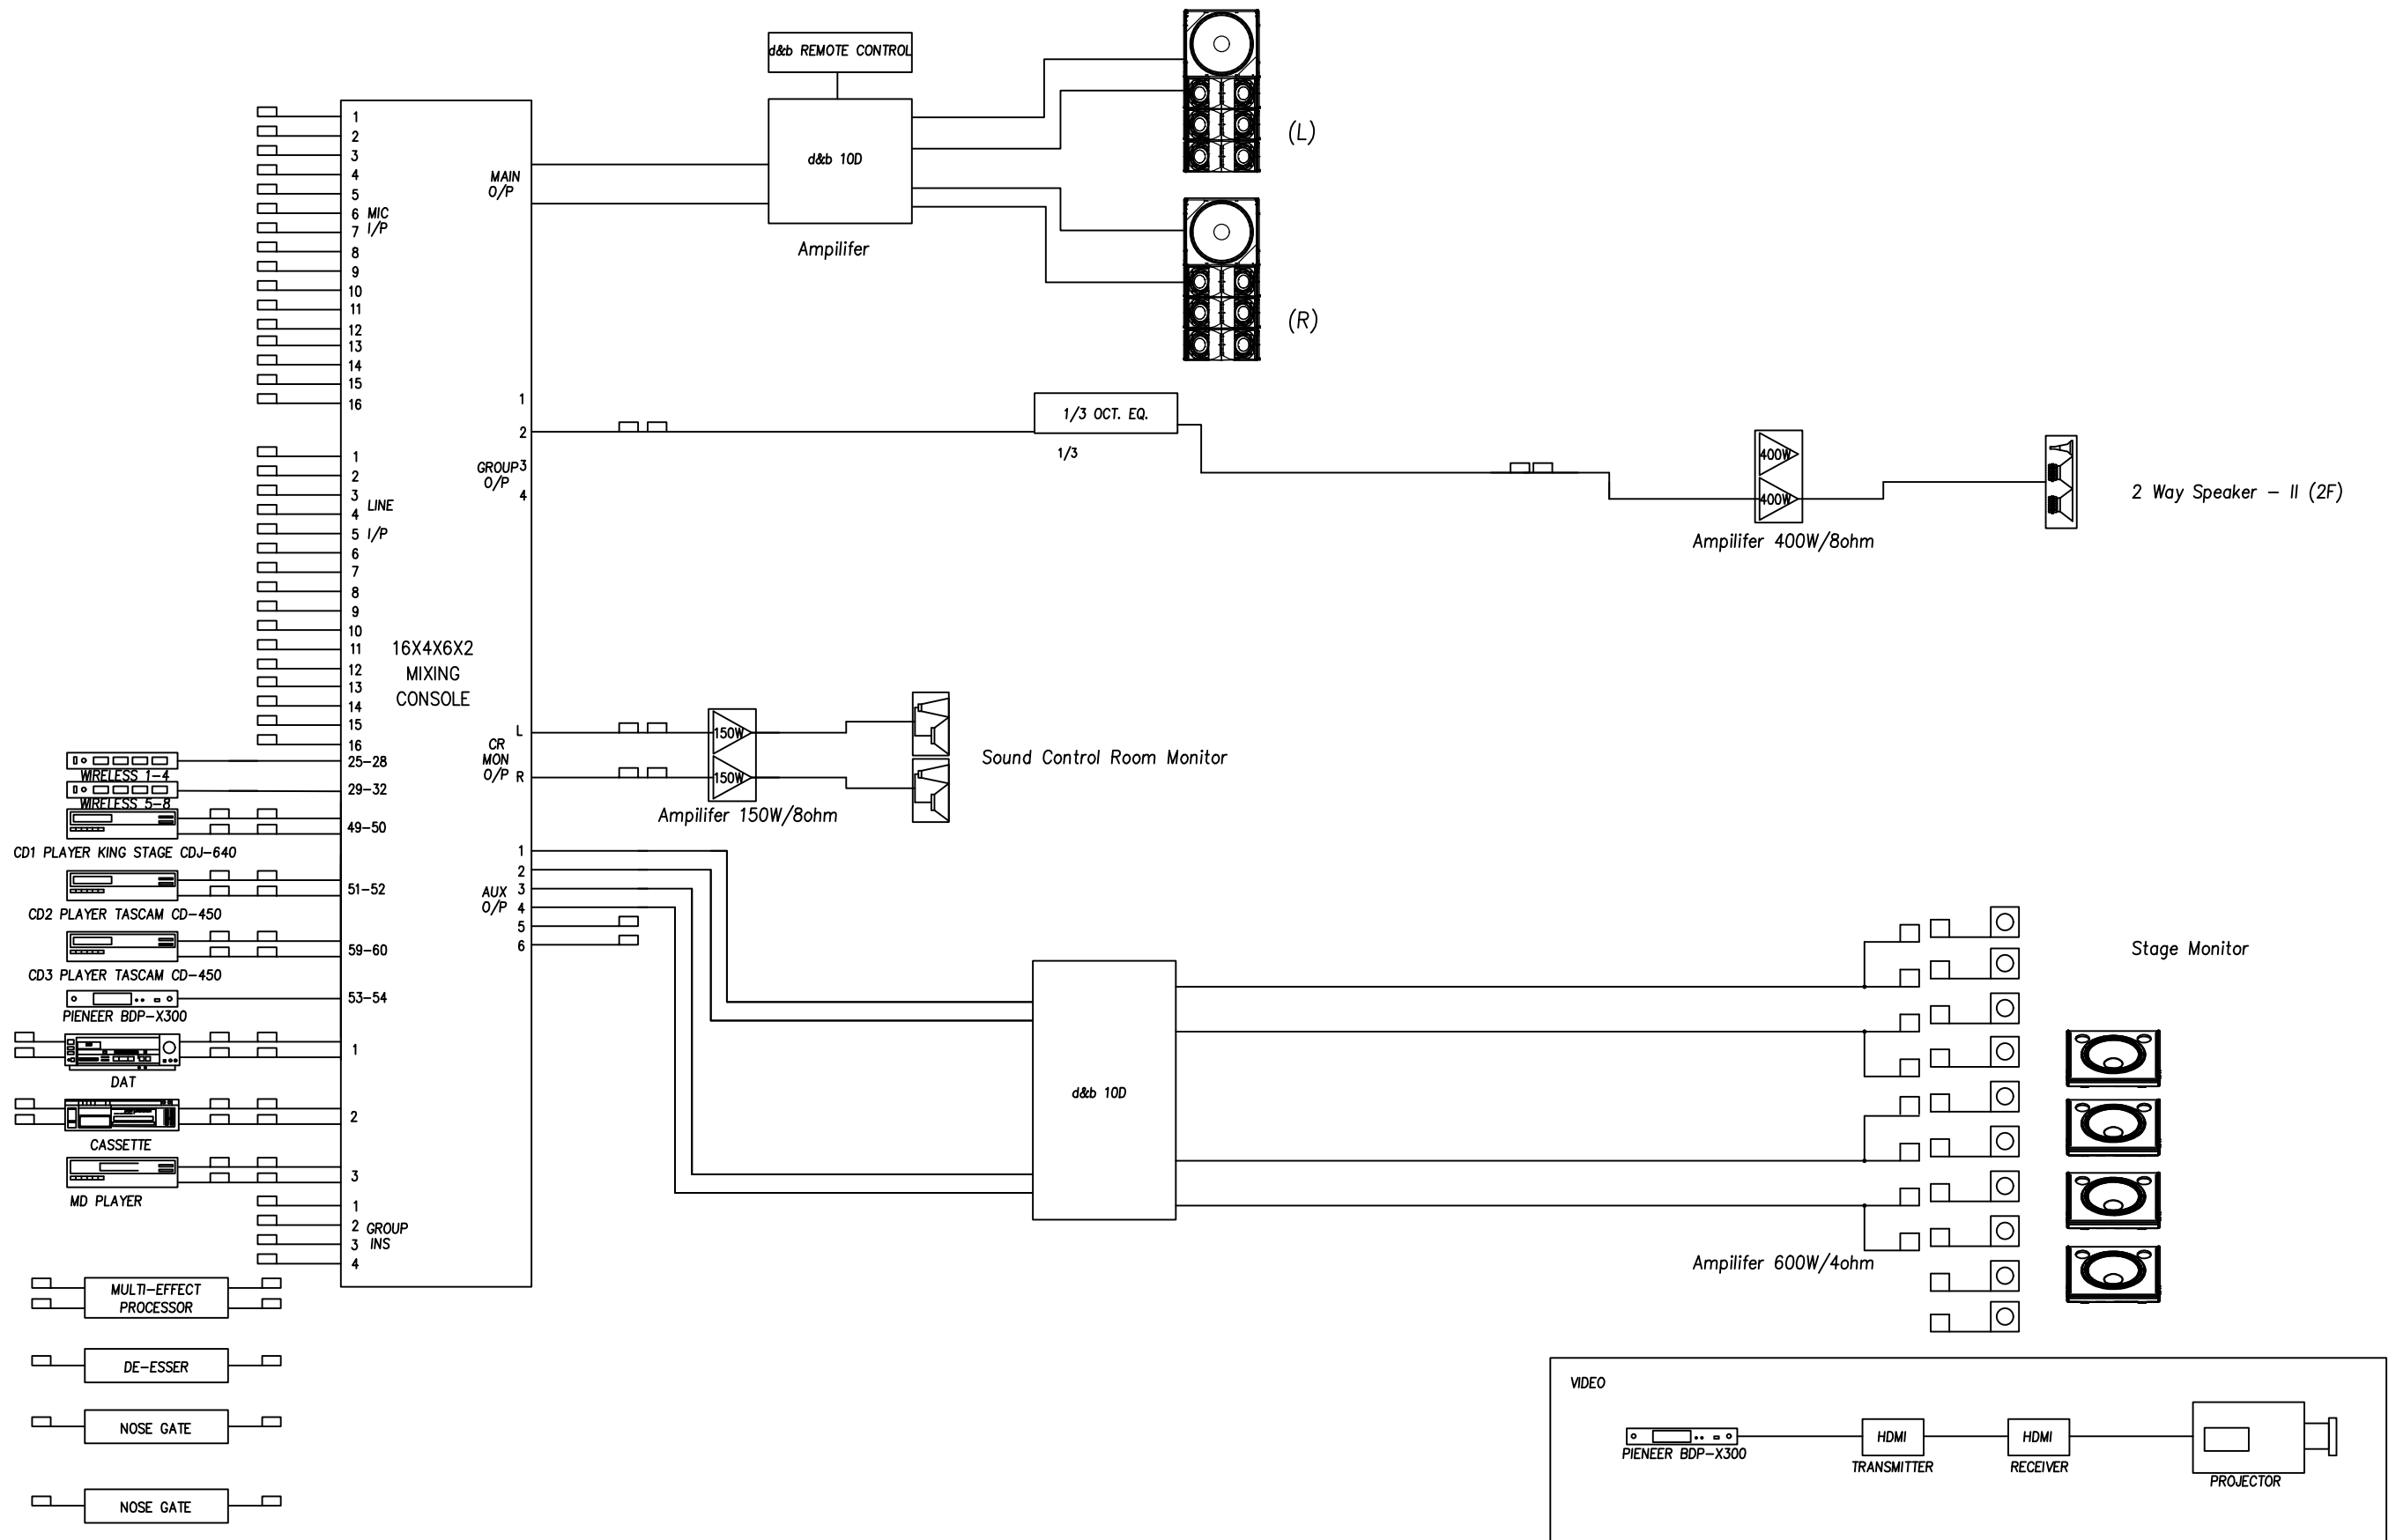 d&b REMOTE CONTROL
d&b 10D
Ampilifer
(L)
(R)
1
2
3
4
5
6 MIC
7 I/P
8
9
10
11
12
13
14
15
16
MAIN
O/P
1
2
GROUP 3
O/P
4
1/3 OCT. EQ.
1/3
400W
400W
Ampilifer 400W/8ohm
2 Way Speaker - II (2F)
1
2
3
LINE
4
5 I/P
6
7
8
9
10
11
12
13
14
15
16
16X4X6X2
MIXING
CONSOLE
L
CR
MON
O/P R
150W
150W
Ampilifer 150W/8ohm
Sound Control Room Monitor
25-28
WIRELESS 1-4
29-32
WIRELESS 5-8
49-50
CD1 PLAYER KING STAGE CDJ-640
51-52
CD2 PLAYER TASCAM CD-450
59-60
CD3 PLAYER TASCAM CD-450
53-54
PIENEER BDP-X300
1
DAT
2
CASSETTE
3
MD PLAYER
1
2 GROUP
3 INS
4
1
2
AUX 3
O/P 4
5
6
d&b 10D
Stage Monitor
Ampilifer 600W/4ohm
MULTI-EFFECT
PROCESSOR
DE-ESSER
NOSE GATE
NOSE GATE
VIDEO
PIENEER BDP-X300
HDMI
TRANSMITTER
HDMI
RECEIVER
PROJECTOR